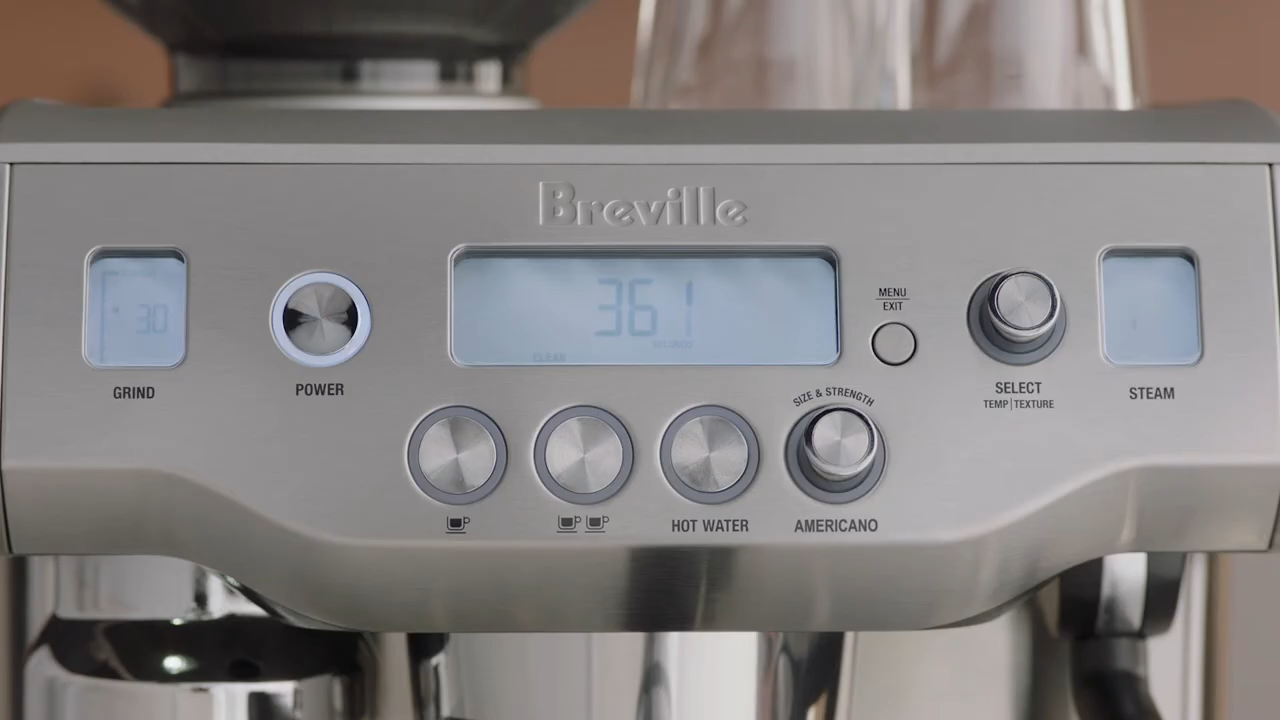 Breville
30
361
SECONDS
CLEAN
MENU
EXIT
GRIND
POWER
SIZE & STRENGTH
SELECT
TEMP|TEXTURE
STEAM
HOT WATER
AMERICANO